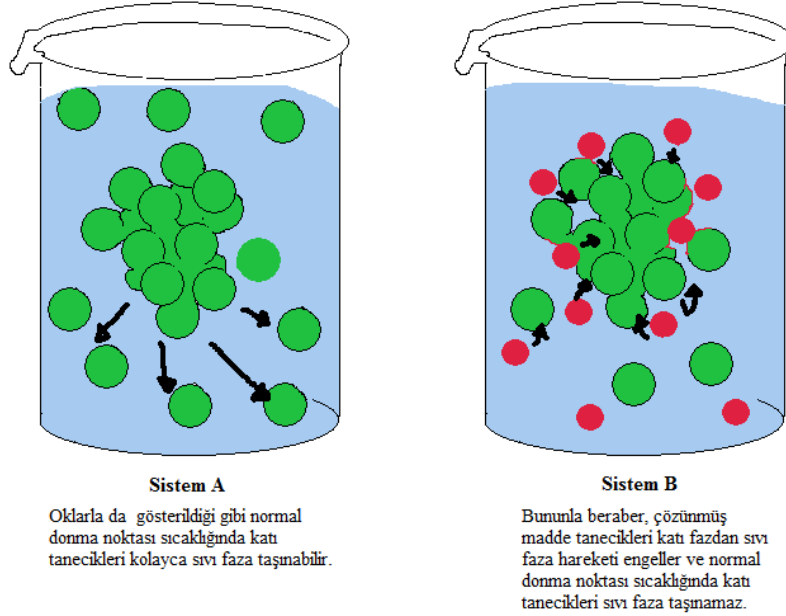 Sistem A
Oklarla da gösterildiği gibi normal
donma noktası sıcaklığında katı
tanecikleri kolayca sıvı faza taşınabilir.
Sistem B
Bununla beraber, çözünmüş
madde tanecikleri katı fazdan sıvı
faza hareketi engeller ve normal
donma noktası sıcaklığında katı
tanecikleri sıvı faza taşınamaz.